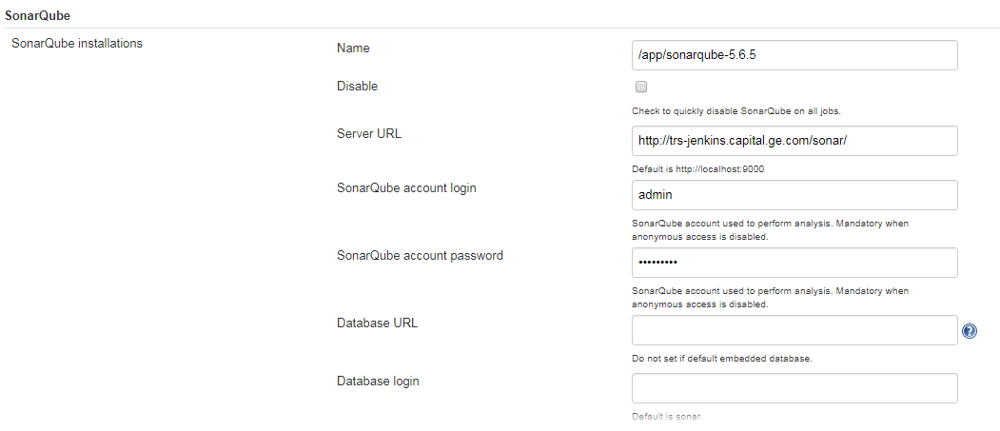 SonarQube
SonarQube installations
Name
/app/sonarqube-5.6.5
Disable
Check to quickly disable SonarQube on all jobs.
Server URL
http://trs-jenkins.capital.ge.com/sonar/
Default is http://localhost:9000
SonarQube account login
admin
SonarQube account used to perform analysis. Mandatory when
anonymous access is disabled.
SonarQube account password
•••••••••
SonarQube account used to perform analysis. Mandatory when
anonymous access is disabled.
Database URL
?
Do not set if default embedded database.
Database login
Default is sonar.